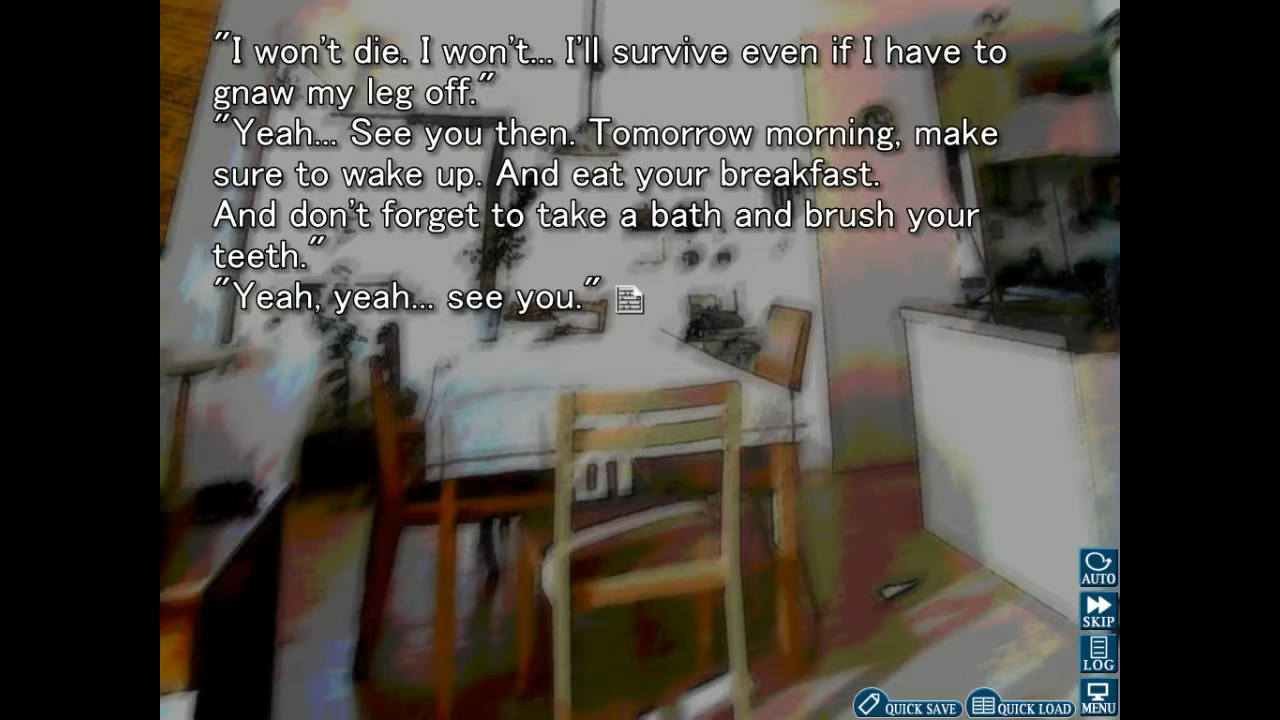 "I won't die. I won't... I'll survive even if I have to
gnaw my leg off."
"Yeah... See you then. Tomorrow morning, make
sure to wake up. And eat your breakfast.
And don't forget to take a bath and brush your
teeth."
"Yeah, yeah... see you."
AUTO
SKIP
LOG
MENU
QUICK SAVE
QUICK LOAD